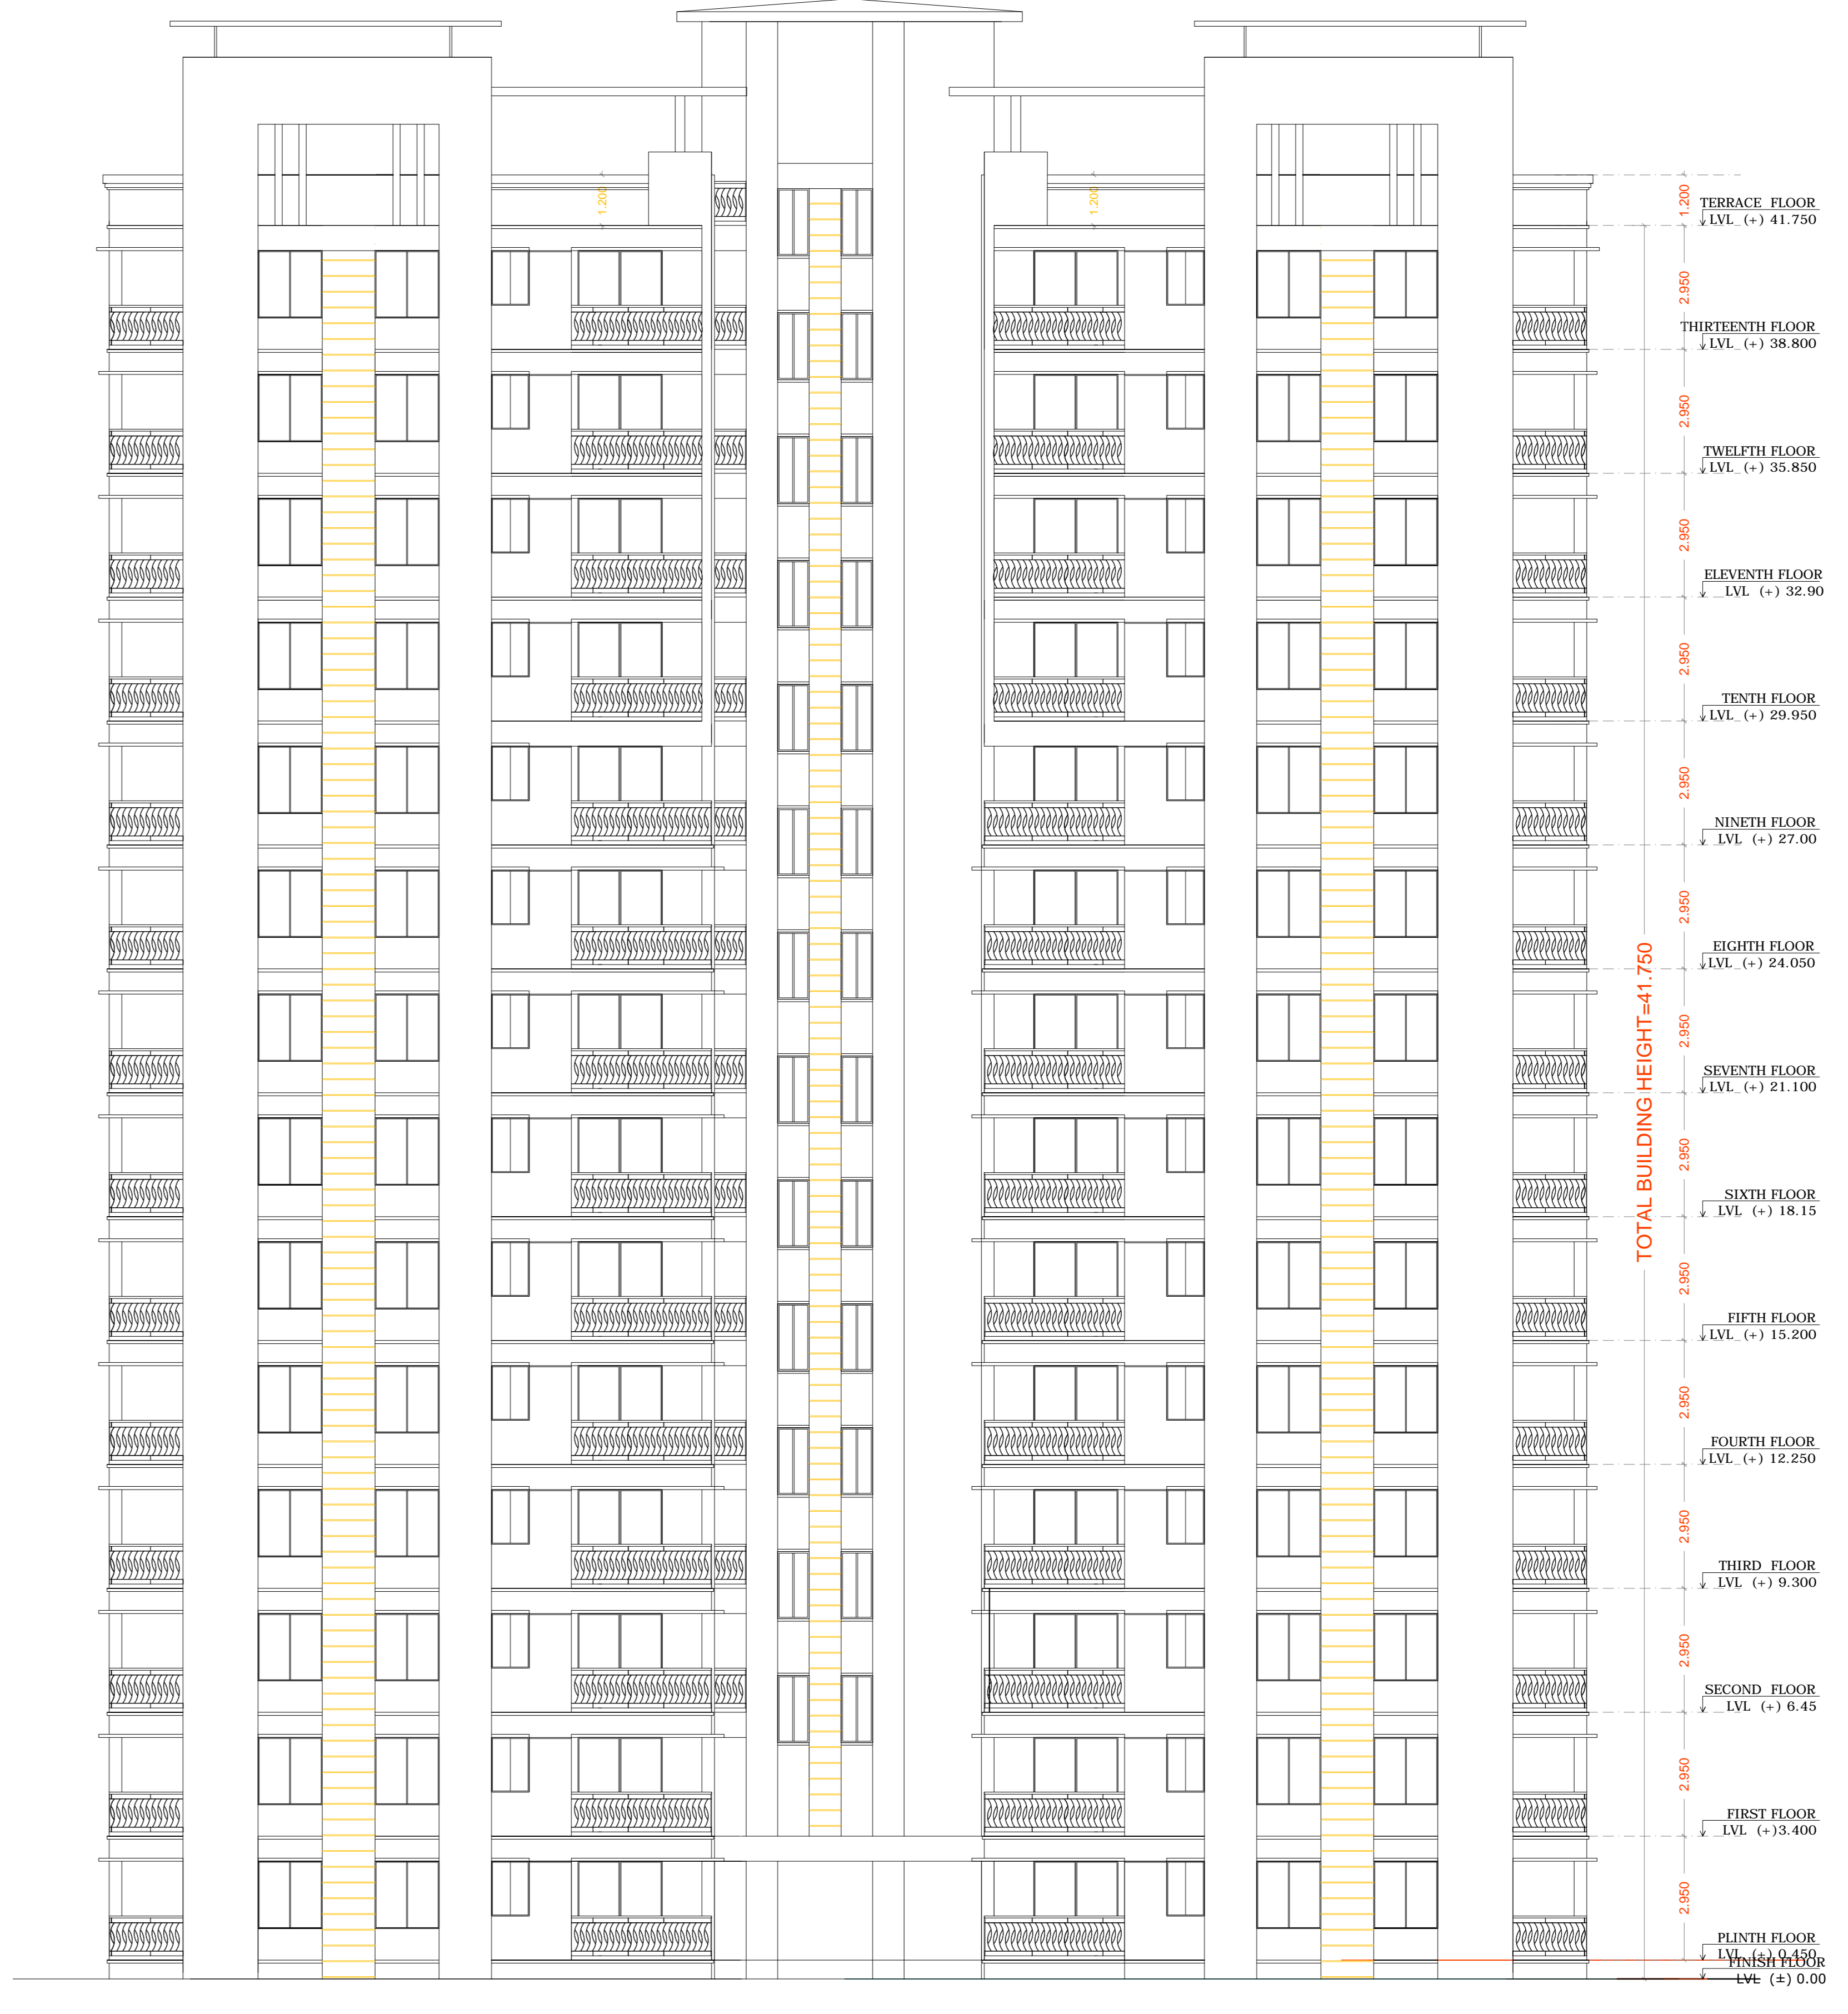 1.200
1.200
1.200
TERRACE FLOOR
LVL (+) 41.750
2.950
THIRTEENTH FLOOR
LVL (+) 38.800
2.950
TWELFTH FLOOR
LVL (+) 35.850
2.950
ELEVENTH FLOOR
LVL (+) 32.90
2.950
TENTH FLOOR
LVL (+) 29.950
2.950
NINETH FLOOR
LVL (+) 27.00
2.950
EIGHTH FLOOR
LVL (+) 24.050
TOTAL BUILDING HEIGHT=41.750
2.950
SEVENTH FLOOR
LVL (+) 21.100
2.950
SIXTH FLOOR
LVL (+) 18.15
2.950
FIFTH FLOOR
LVL (+) 15.200
2.950
FOURTH FLOOR
LVL (+) 12.250
2.950
THIRD FLOOR
LVL (+) 9.300
2.950
SECOND FLOOR
LVL (+) 6.45
2.950
FIRST FLOOR
LVL (+)3.400
2.950
PLINTH FLOOR
LVL (+) 0.450
FINISH FLOOR
LVL (±) 0.00